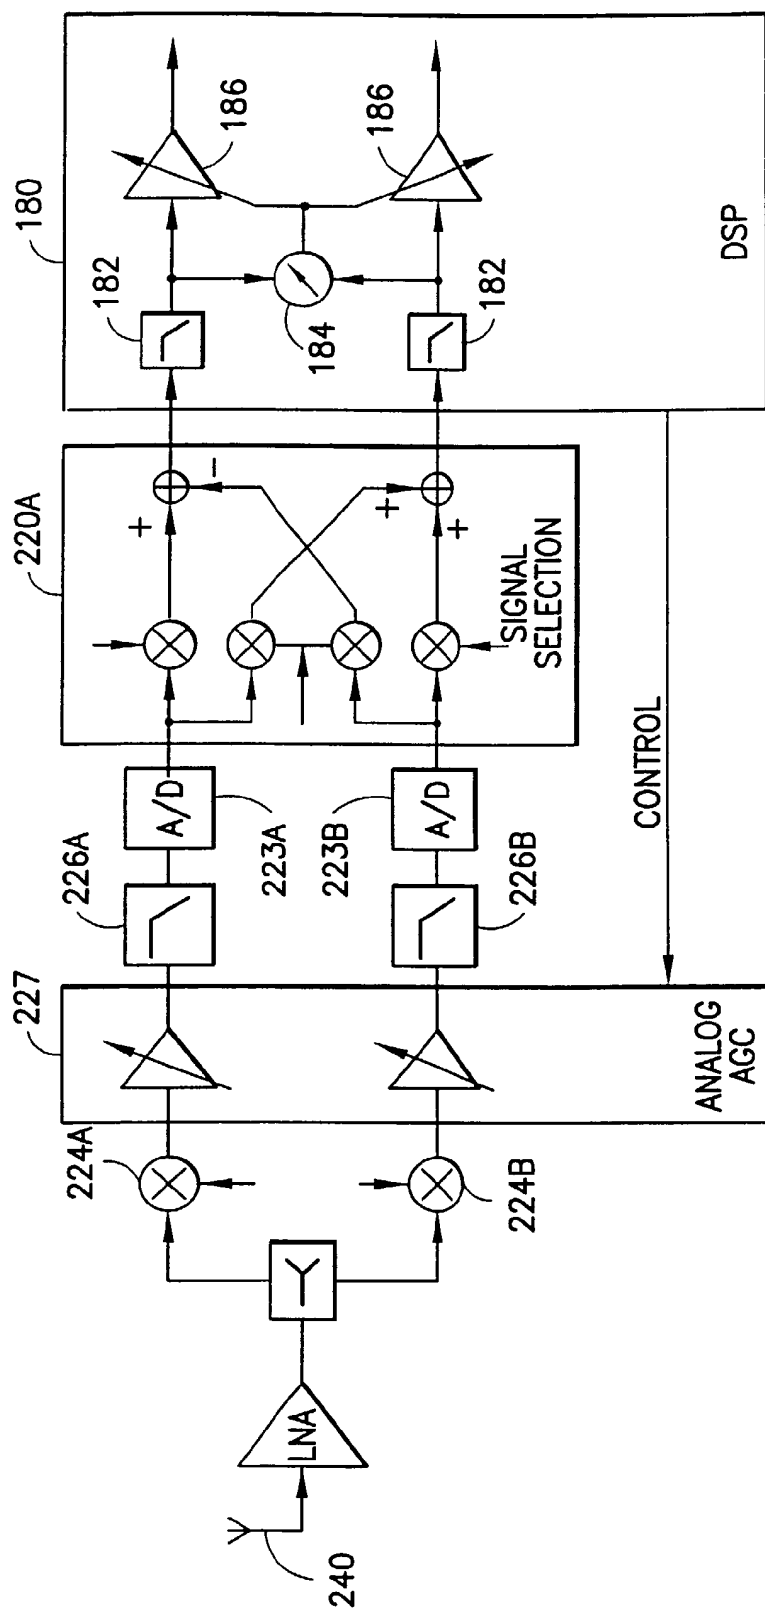 240
LNA
224A
224B
227
ANALOG
AGC
226A
226B
A/D
223A
A/D
223B
220A
+
-
+
+
SIGNAL
SELECTION
CONTROL
180
182
184
182
186
186
DSP